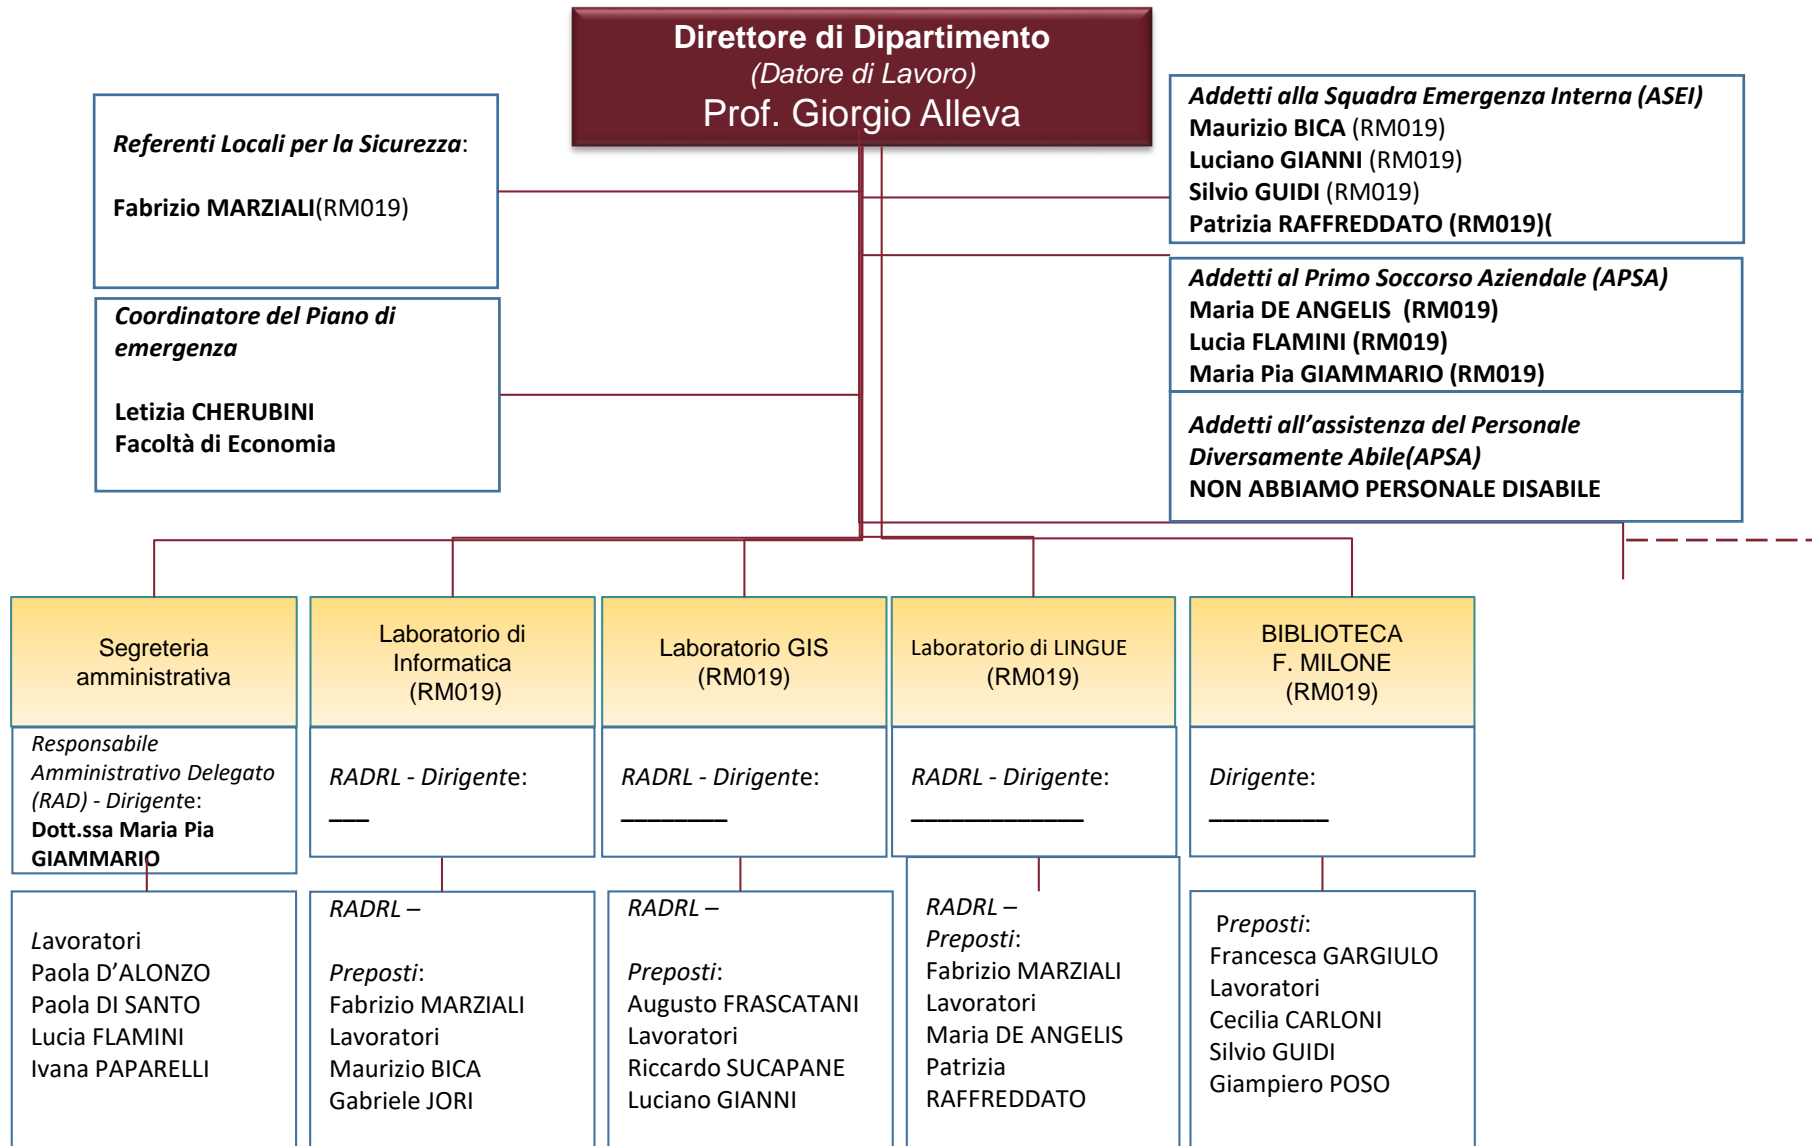 Direttore di Dipartimento
(Datore di Lavoro)
Prof. Giorgio Alleva
Referenti Locali per la Sicurezza:
Fabrizio MARZIALI(RM019)
Coordinatore del Piano di
emergenza
Letizia CHERUBINI
Facoltà di Economia
Addetti alla Squadra Emergenza Interna (ASEI)
Maurizio BICA (RM019)
Luciano GIANNI (RM019)
Silvio GUIDI (RM019)
Patrizia RAFFREDDATO (RM019)(
Addetti al Primo Soccorso Aziendale (APSA)
Maria DE ANGELIS  (RM019)
Lucia FLAMINI (RM019)
Maria Pia GIAMMARIO (RM019)
Addetti all’assistenza del Personale
Diversamente Abile(APSA)
NON ABBIAMO PERSONALE DISABILE
Segreteria
amministrativa
Responsabile
Amministrativo Delegato
(RAD) - Dirigente:
Dott.ssa Maria Pia
GIAMMARIO
Lavoratori
Paola D’ALONZO
Paola DI SANTO
Lucia FLAMINI
Ivana PAPARELLI
Laboratorio di
Informatica
(RM019)
RADRL - Dirigente:
___
RADRL –
Preposti:
Fabrizio MARZIALI
Lavoratori
Maurizio BICA
Gabriele JORI
Laboratorio GIS
(RM019)
RADRL - Dirigente:
________
RADRL –
Preposti:
Augusto FRASCATANI
Lavoratori
Riccardo SUCAPANE
Luciano GIANNI
Laboratorio di LINGUE
(RM019)
RADRL - Dirigente:
_____________
RADRL –
Preposti:
Fabrizio MARZIALI
Lavoratori
Maria DE ANGELIS
Patrizia
RAFFREDDATO
BIBLIOTECA
F. MILONE
(RM019)
Dirigente:
_________
Preposti:
Francesca GARGIULO
Lavoratori
Cecilia CARLONI
Silvio GUIDI
Giampiero POSO